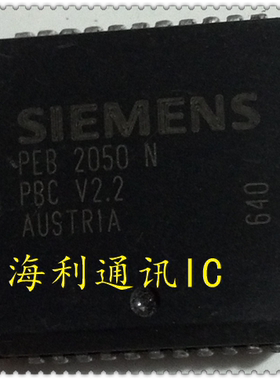 SIEMENS
PEB 2050 N
PBC V2.2
AUSTRIA
640
海利通讯IC